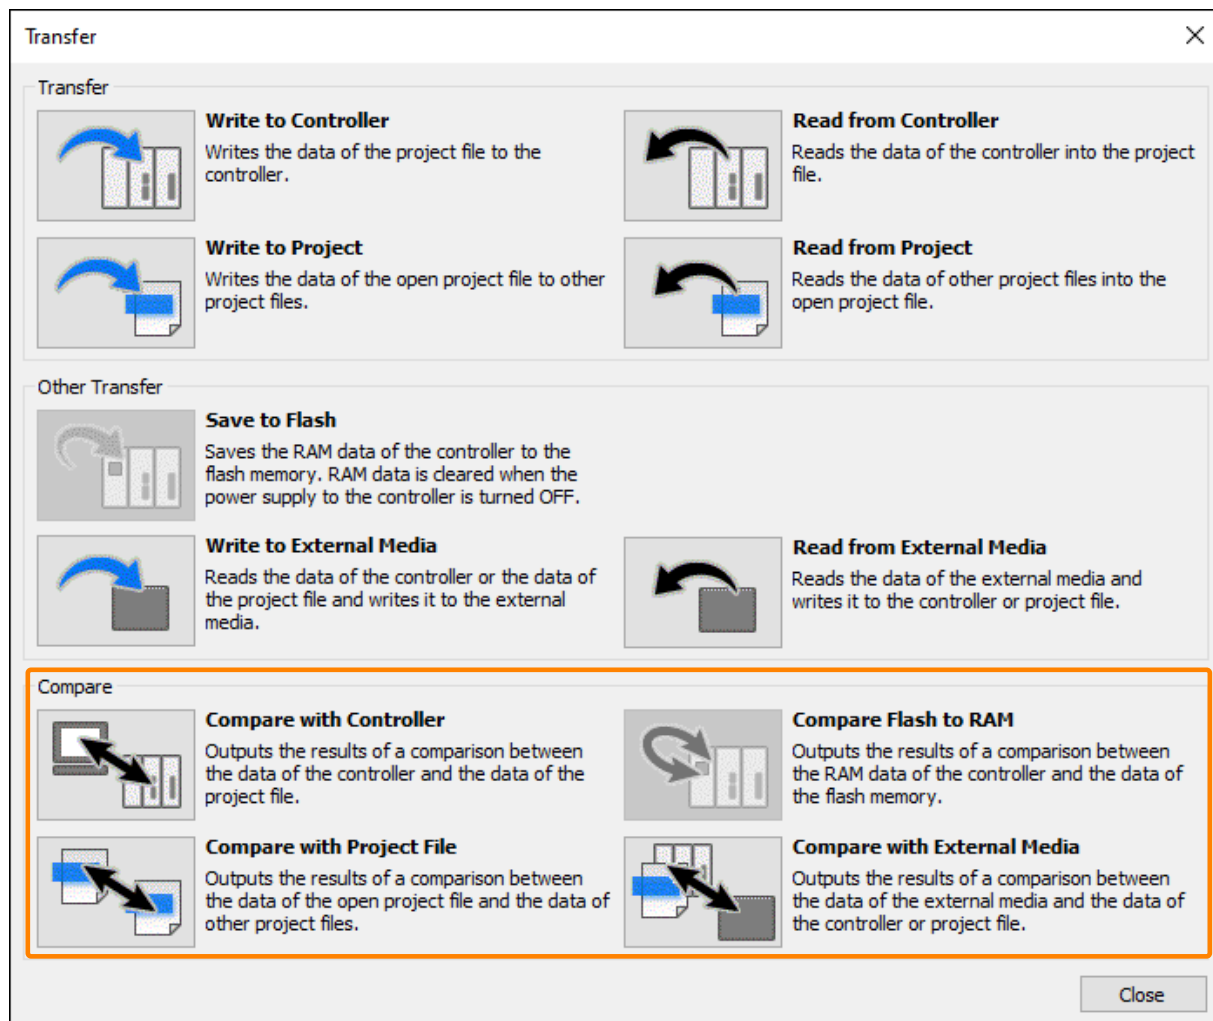 Transfer
Transfer
Write to Controller
Writes the data of the project file to the
controller.
Read from Controller
Reads the data of the controller into the project
file.
Write to Project
Writes the data of the open project file to other
project files.
Read from Project
Reads the data of other project files into the
open project file.
Other Transfer
Save to Flash
Saves the RAM data of the controller to the
flash memory. RAM data is cleared when the
power supply to the controller is turned OFF.
Write to External Media
Reads the data of the controller or the data of
the project file and writes it to the external
media.
Read from External Media
Reads the data of the external media and
writes it to the controller or project file.
Compare
Compare with Controller
Outputs the results of a comparison between
the data of the controller and the data of the
project file.
Compare Flash to RAM
Outputs the results of a comparison between
the RAM data of the controller and the data of
the flash memory.
Compare with Project File
Outputs the results of a comparison between
the data of the open project file and the data of
other project files.
Compare with External Media
Outputs the results of a comparison between
the data of the external media and the data of
the controller or project file.
Close